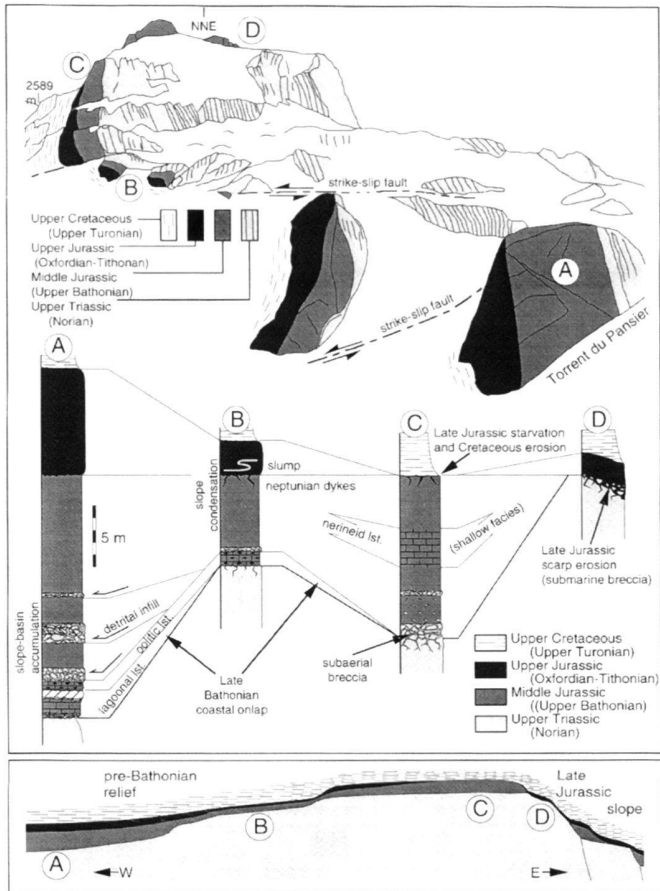 NNE
D
C
2589
m
B
strike-slip fault
Upper Cretaceous
(Upper Turonian)
Upper Jurassic
(Oxfordian-Tithonian)
Middle Jurassic
(Upper Bathonian)
Upper Triassic
(Norian)
A
strike-slip fault
Torrent du Pansier
A
B
C
D
Late Jurassic starvation
and Cretaceous erosion
slope
condensation
slump
neptunian dykes
nerineid lst.
(shallow facies)
5 m
Late Jurassic
scarp erosion
(submarine breccia)
slope-basin
accumulation
detrital infill
oolitic lst.
lagoonal lst.
Late
Bathonian
coastal onlap
subaerial
breccia
Upper Cretaceous
(Upper Turonian)
Upper Jurassic
(Oxfordian-Tithonian)
Middle Jurassic
((Upper Bathonian)
Upper Triassic
(Norian)
pre-Bathonian
relief
Late
Jurassic
slope
A
B
C
D
W
E